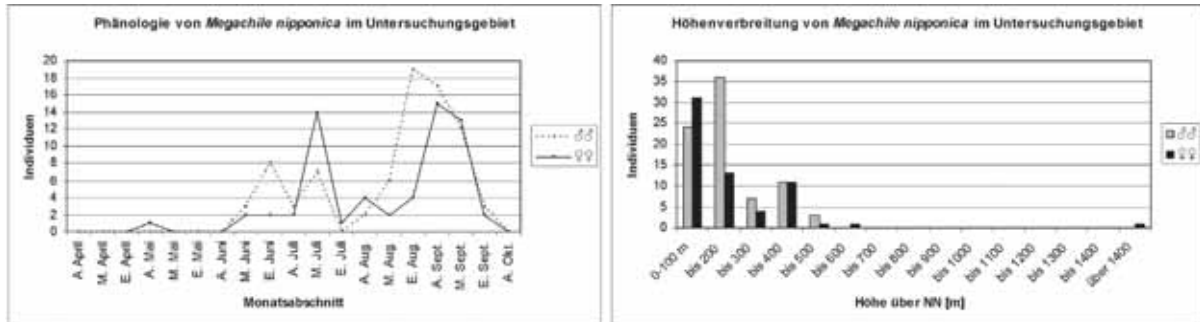 Phänologie von Megachile nipponica im Untersuchungsgebiet
20
18
16
14
12
10
8
6
4
2
0
Individuen
A. April
M. April
E. April
A. Mai
M. Mai
E. Mai
A. Juni
M. Juni
E. Juni
A. Juli
M. Juli
E. Juli
A. Aug.
M. Aug.
E. Aug.
A. Sept.
M. Sept.
E. Sept.
A. Okt.
Monatsabschnitt
♂♂
♀♀
Höhenverbreitung von Megachile nipponica im Untersuchungsgebiet
40
35
30
25
20
15
10
5
0
Individuen
0-100 m
bis 200
bis 300
bis 400
bis 500
bis 600
bis 700
bis 800
bis 900
bis 1000
bis 1100
bis 1200
bis 1300
bis 1400
über 1400
Höhe über NN [m]
♂♂
♀♀